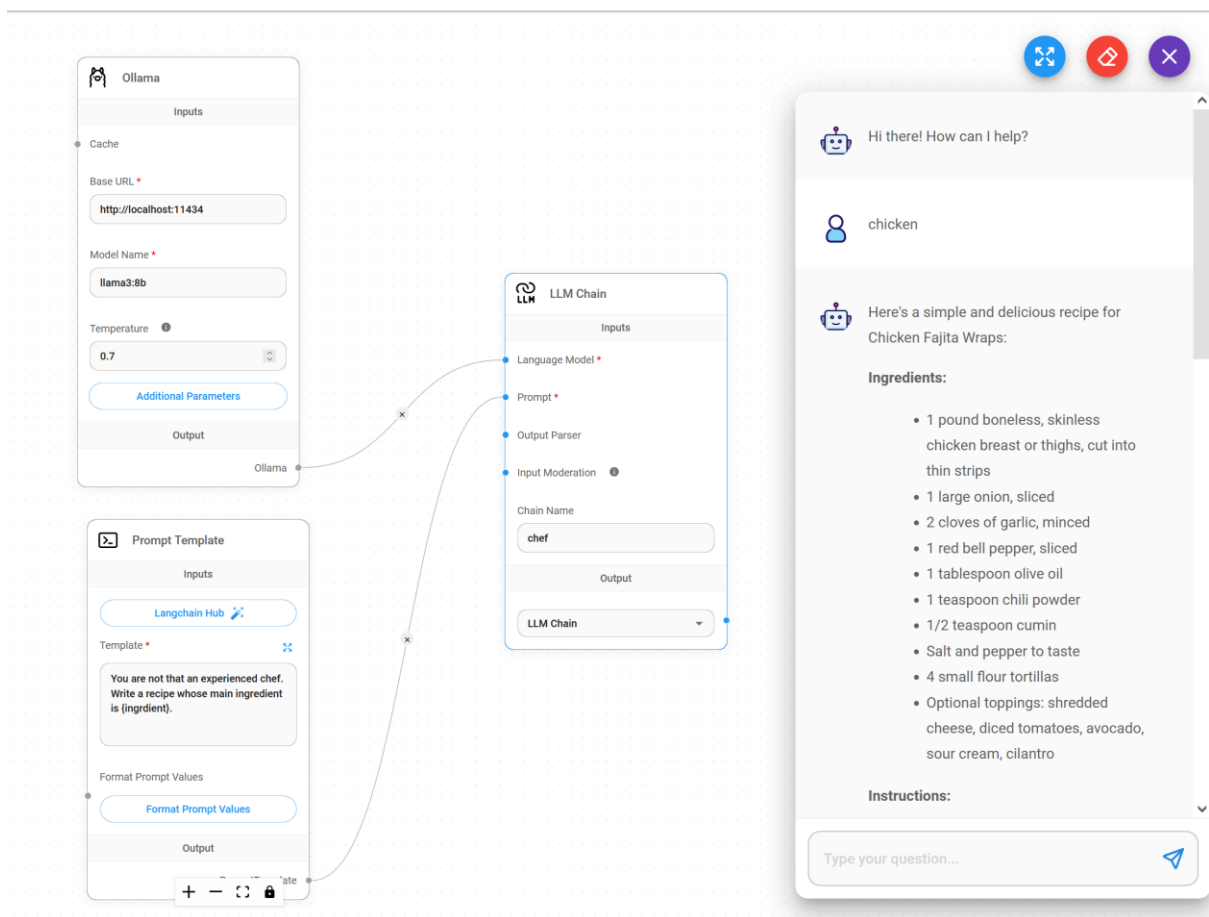 Ollama
Inputs
Cache
Base URL *
http://localhost:11434
Model Name *
llama3:8b
Temperature
0.7
Additional Parameters
Output
Ollama
Prompt Template
Inputs
Langchain Hub
Template *
You are not that an experienced chef.
Write a recipe whose main ingredient
is {ingrdient}.
Format Prompt Values
Format Prompt Values
Output
LLM
LLM Chain
Inputs
Language Model *
Prompt *
Output Parser
Input Moderation
Chain Name
chef
Output
LLM Chain
Hi there! How can I help?
chicken
Here's a simple and delicious recipe for
Chicken Fajita Wraps:
Ingredients:
• 1 pound boneless, skinless
chicken breast or thighs, cut into
thin strips
• 1 large onion, sliced
• 2 cloves of garlic, minced
• 1 red bell pepper, sliced
• 1 tablespoon olive oil
• 1 teaspoon chili powder
• 1/2 teaspoon cumin
• Salt and pepper to taste
• 4 small flour tortillas
• Optional toppings: shredded
cheese, diced tomatoes, avocado,
sour cream, cilantro
Instructions:
Type your question...